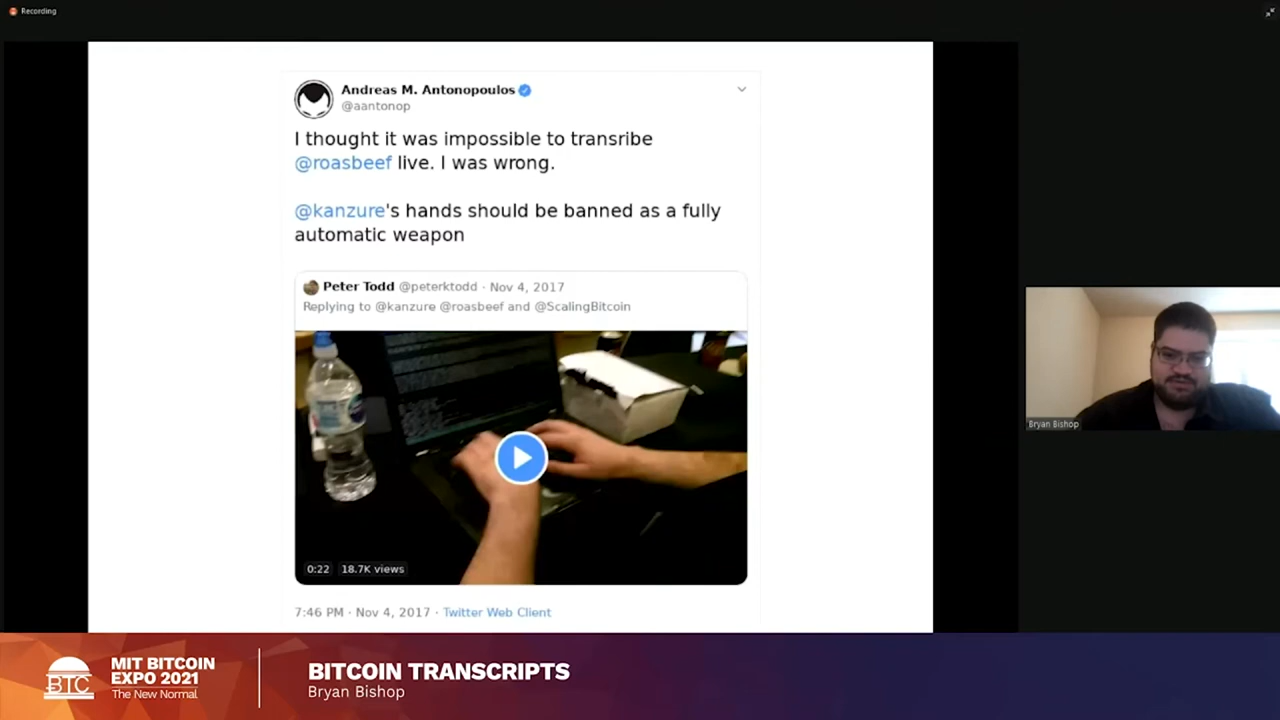 Recording
Andreas M. Antonopoulos
@aantonop
I thought it was impossible to transribe
@roasbeef live. I was wrong.
@kanzure's hands should be banned as a fully
automatic weapon
Peter Todd @peterktodd · Nov 4, 2017
Replying to @kanzure @roasbeef and @ScalingBitcoin
0:22 18.7K views
7:46 PM · Nov 4, 2017 · Twitter Web Client
Bryan Bishop
BTC
MIT BITCOIN
EXPO 2021
The New Normal
BITCOIN TRANSCRIPTS
Bryan Bishop